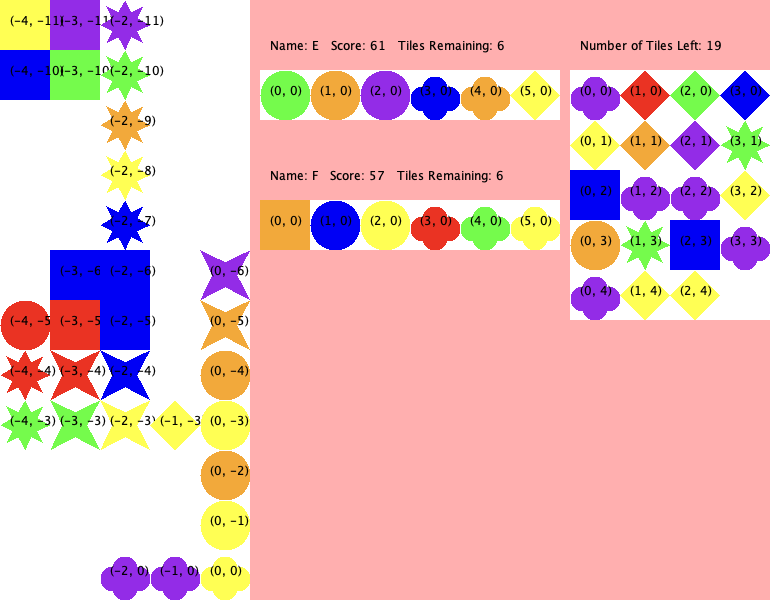 (-4, -11) (-3, -11) (-2, -11)
(-4, -10) (-3, -10) (-2, -10)
(-2, -9)
(-2, -8)
(-2, -7)
(-3, -6 (-2, -6) (0, -6)
(-4, -5 (-3, -5 (-2, -5) (0, -5)
(-4, -4) (-3, -4) (-2, -4) (0, -4)
(-4, -3) (-3, -3) (-2, -3) (-1, -3 (0, -3)
(0, -2)
(0, -1)
(-2, 0) (-1, 0) (0, 0)
Name: E Score: 61 Tiles Remaining: 6
(0, 0) (1, 0) (2, 0) (3, 0) (4, 0) (5, 0)
Name: F Score: 57 Tiles Remaining: 6
(0, 0) (1, 0) (2, 0) (3, 0) (4, 0) (5, 0)
Number of Tiles Left: 19
(0, 0) (1, 0) (2, 0) (3, 0)
(0, 1) (1, 1) (2, 1) (3, 1)
(0, 2) (1, 2) (2, 2) (3, 2)
(0, 3) (1, 3) (2, 3) (3, 3)
(0, 4) (1, 4) (2, 4)